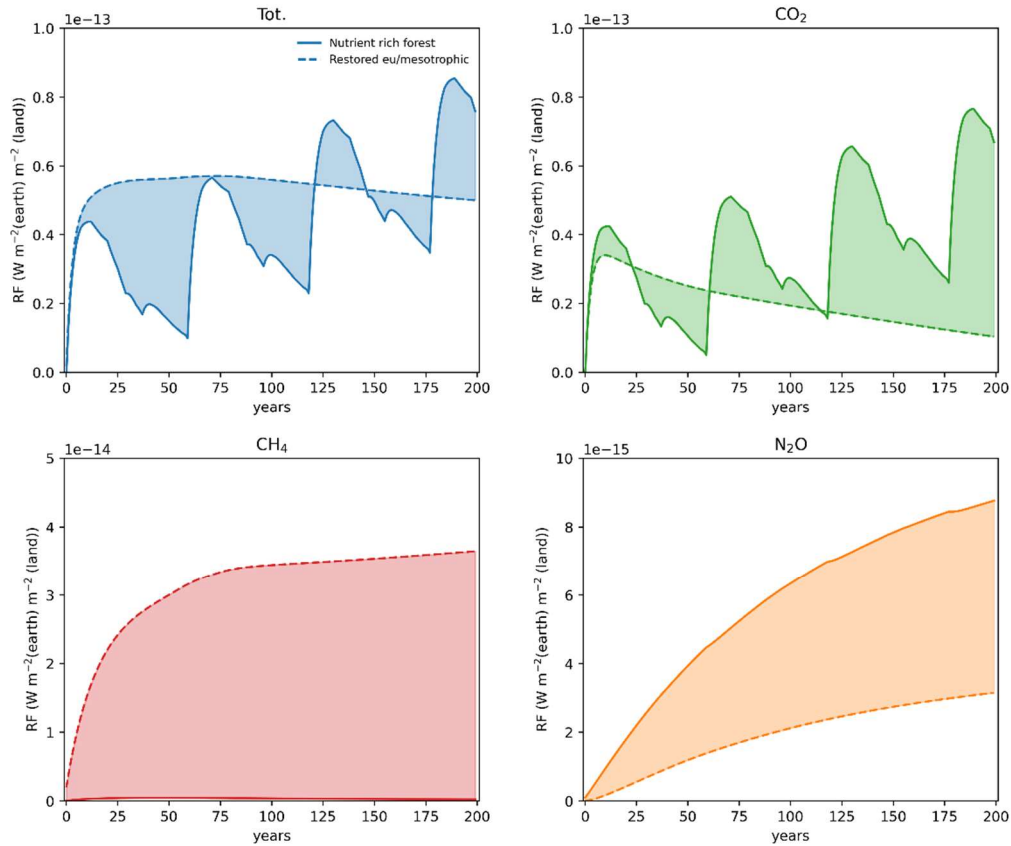 Tot.
1e−13
RF (W m−2(earth) m−2 (land))
1.0
0.8
0.6
0.4
0.2
0.0
Nutrient rich forest
Restored eu/mesotrophic
0 25 50 75 100 125 150 175 200
years
CO2
1e−13
RF (W m−2(earth) m−2 (land))
1.0
0.8
0.6
0.4
0.2
0.0
0 25 50 75 100 125 150 175 200
years
CH4
1e−14
RF (W m−2(earth) m−2 (land))
5
4
3
2
1
0
0 25 50 75 100 125 150 175 200
years
N2O
1e−15
RF (W m−2(earth) m−2 (land))
10
8
6
4
2
0
0 25 50 75 100 125 150 175 200
years